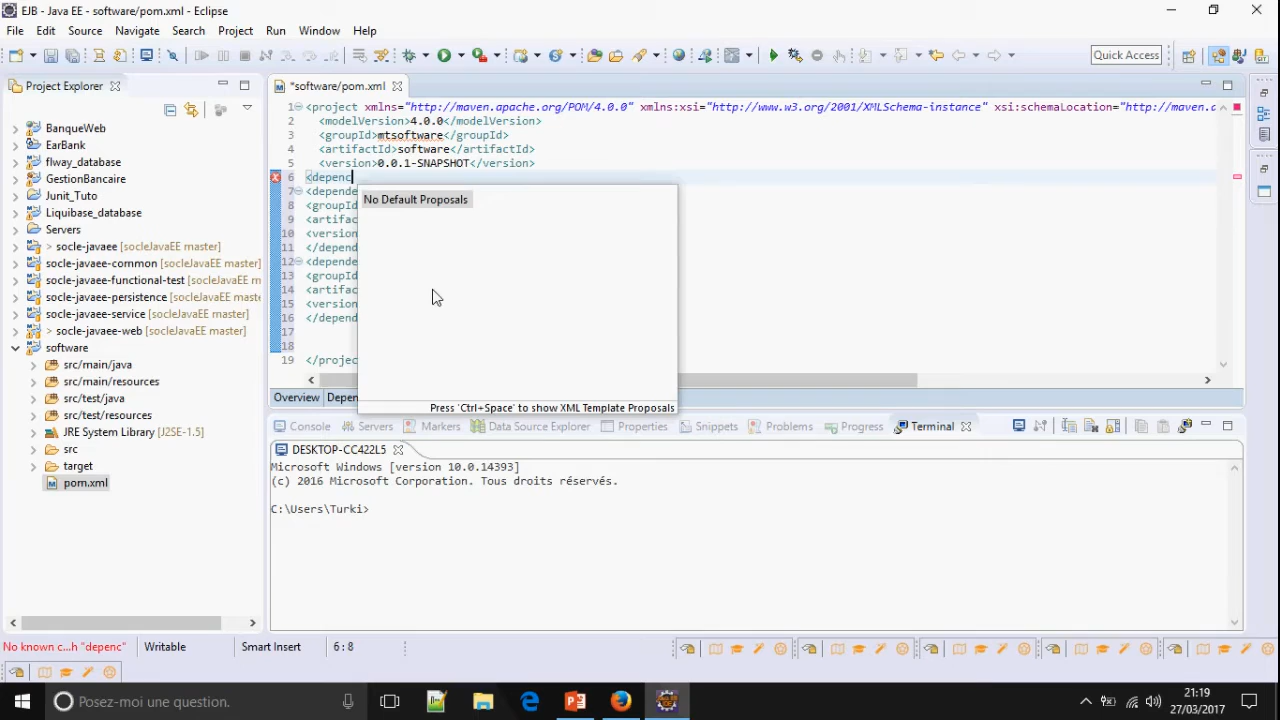 EJB - Java EE - software/pom.xml - Eclipse
File Edit Source Navigate Search Project Run Window Help
Quick Access
Project Explorer
*software/pom.xml
BanqueWeb
EarBank
flway_database
GestionBancaire
Junit_Tuto
Liquibase_database
Servers
> socle-javaee [socleJavaEE master]
socle-javaee-common [socleJavaEE master]
socle-javaee-functional-test [socleJavaEE m
socle-javaee-persistence [socleJavaEE maste
socle-javaee-service [socleJavaEE master]
> socle-javaee-web [socleJavaEE master]
software
src/main/java
src/main/resources
src/test/java
src/test/resources
JRE System Library [J2SE-1.5]
src
target
pom.xml
1 <project xmlns="http://maven.apache.org/POM/4.0.0" xmlns:xsi="http://www.w3.org/2001/XMLSchema-instance" xsi:schemaLocation="http://maven.a
2 <modelVersion>4.0.0</modelVersion>
3 <groupId>mtsoftware</groupId>
4 <artifactId>software</artifactId>
5 <version>0.0.1-SNAPSHOT</version>
6 <depenc
7 <depende
8 <groupId
9 <artifac
10 <version
11 </depend
12 <depende
13 <groupId
14 <artifac
15 <version
16 </depend
17
18
19 </projec
No Default Proposals
Press 'Ctrl+Space' to show XML Template Proposals
Overview Depen
Console Servers Markers Data Source Explorer Properties Snippets Problems Progress Terminal
DESKTOP-CC422L5
Microsoft Windows [version 10.0.14393]
(c) 2016 Microsoft Corporation. Tous droits réservés.
C:\Users\Turki>
No known c...h "depenc" Writable Smart Insert 6 : 8
Posez-moi une question.
21:19
27/03/2017